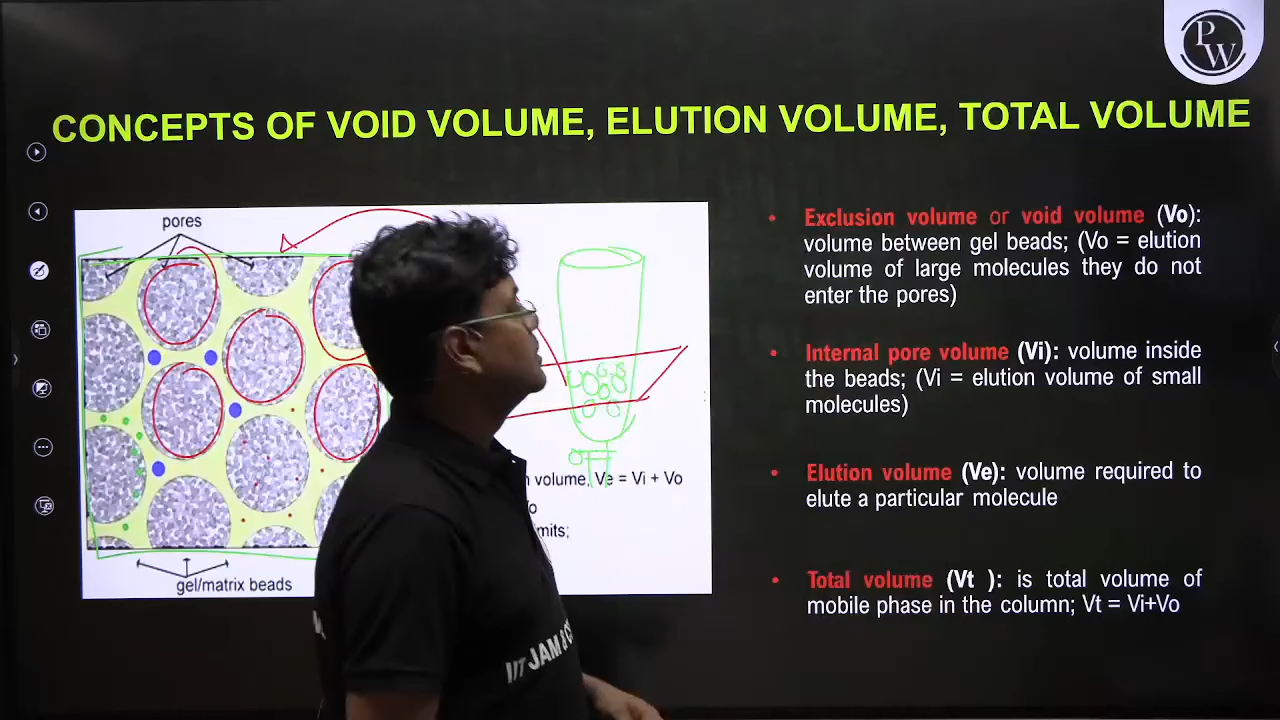 PW
CONCEPTS OF VOID VOLUME, ELUTION VOLUME, TOTAL VOLUME
pores
volume, Ve = Vi + Vo
gel/matrix beads
Exclusion volume or void volume (Vo):
volume between gel beads; (Vo = elution
volume of large molecules they do not
enter the pores)
Internal pore volume (Vi): volume inside
the beads; (Vi = elution volume of small
molecules)
Elution volume (Ve): volume required to
elute a particular molecule
Total volume (Vt ): is total volume of
mobile phase in the column; Vt = Vi+Vo
IIT JAM &